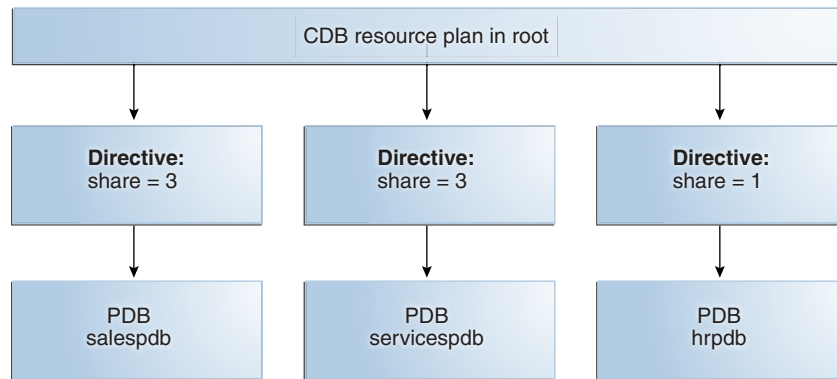 CDB resource plan in root
Directive:
share = 3
Directive:
share = 3
Directive:
share = 1
PDB
salespdb
PDB
servicespdb
PDB
hrpdb